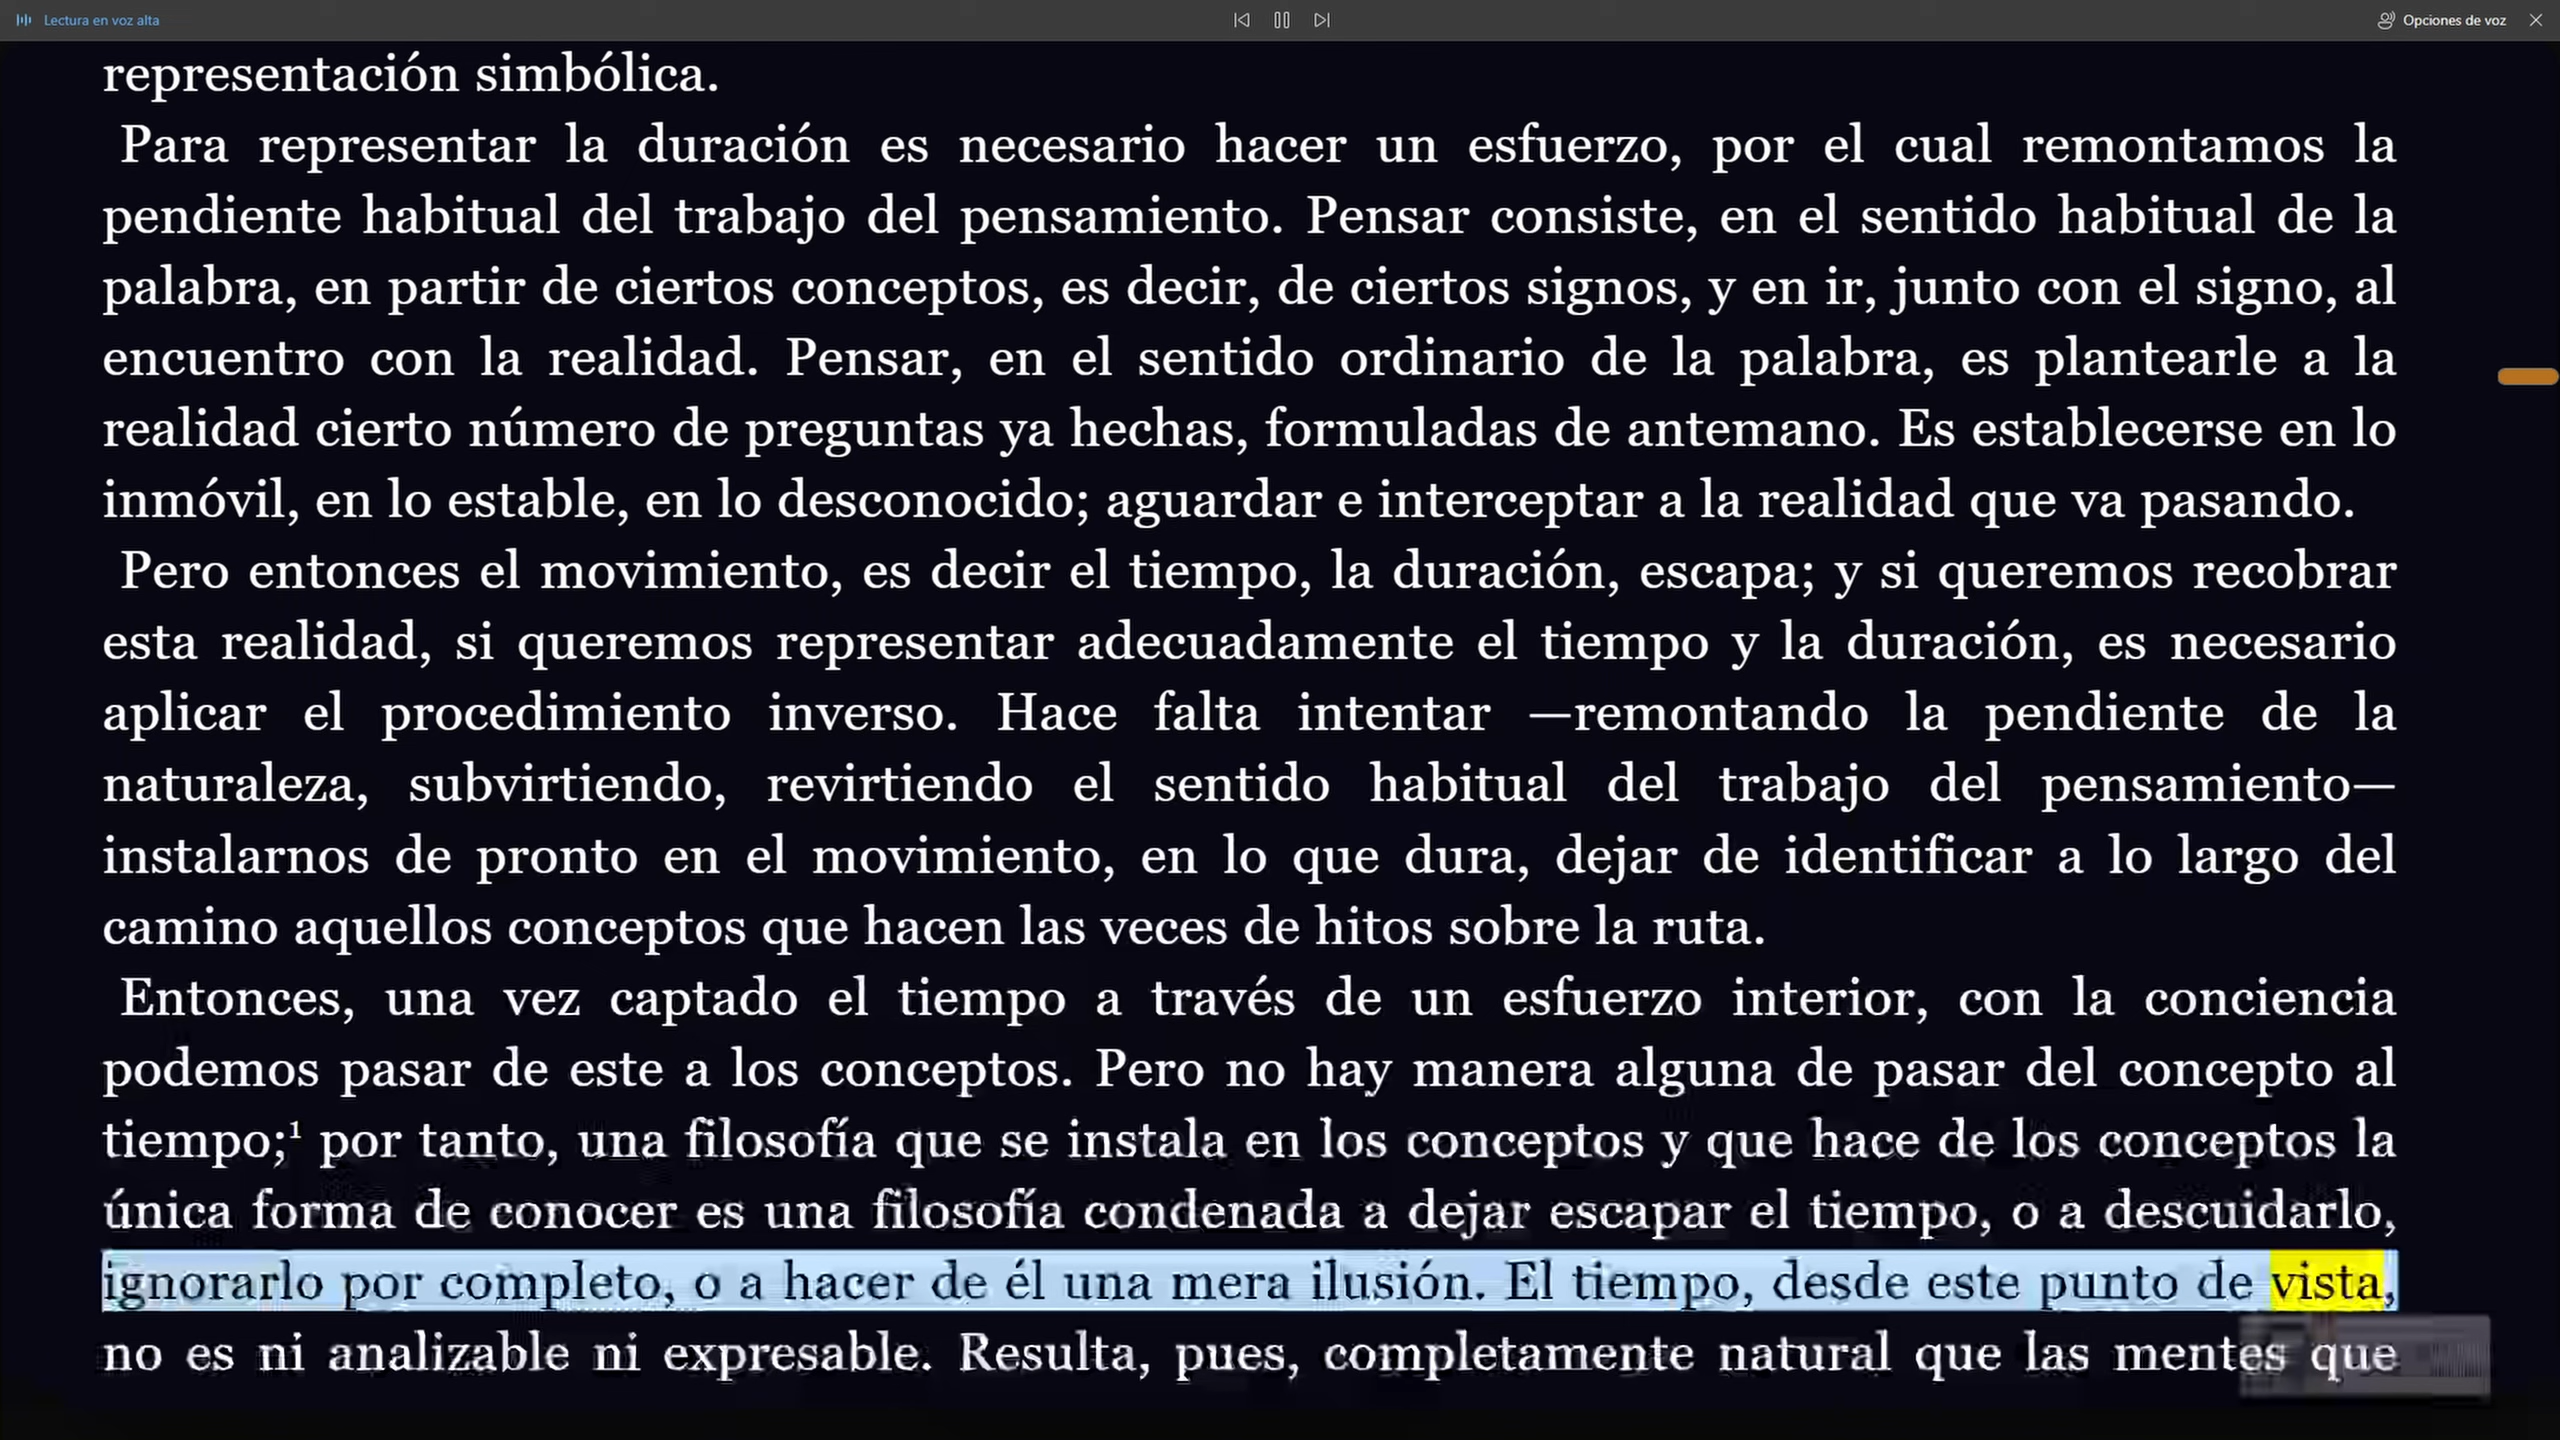 Lectura en voz alta
Opciones de voz
representación simbólica.
Para representar la duración es necesario hacer un esfuerzo, por el cual remontamos la
pendiente habitual del trabajo del pensamiento. Pensar consiste, en el sentido habitual de la
palabra, en partir de ciertos conceptos, es decir, de ciertos signos, y en ir, junto con el signo, al
encuentro con la realidad. Pensar, en el sentido ordinario de la palabra, es plantearle a la
realidad cierto número de preguntas ya hechas, formuladas de antemano. Es establecerse en lo
inmóvil, en lo estable, en lo desconocido; aguardar e interceptar a la realidad que va pasando.
Pero entonces el movimiento, es decir el tiempo, la duración, escapa; y si queremos recobrar
esta realidad, si queremos representar adecuadamente el tiempo y la duración, es necesario
aplicar el procedimiento inverso. Hace falta intentar —remontando la pendiente de la
naturaleza, subvirtiendo, revirtiendo el sentido habitual del trabajo del pensamiento—
instalarnos de pronto en el movimiento, en lo que dura, dejar de identificar a lo largo del
camino aquellos conceptos que hacen las veces de hitos sobre la ruta.
Entonces, una vez captado el tiempo a través de un esfuerzo interior, con la conciencia
podemos pasar de este a los conceptos. Pero no hay manera alguna de pasar del concepto al
tiempo;¹ por tanto, una filosofía que se instala en los conceptos y que hace de los conceptos la
única forma de conocer es una filosofía condenada a dejar escapar el tiempo, o a descuidarlo,
ignorarlo por completo, o a hacer de él una mera ilusión. El tiempo, desde este punto de vista,
no es ni analizable ni expresable. Resulta, pues, completamente natural que las mentes que